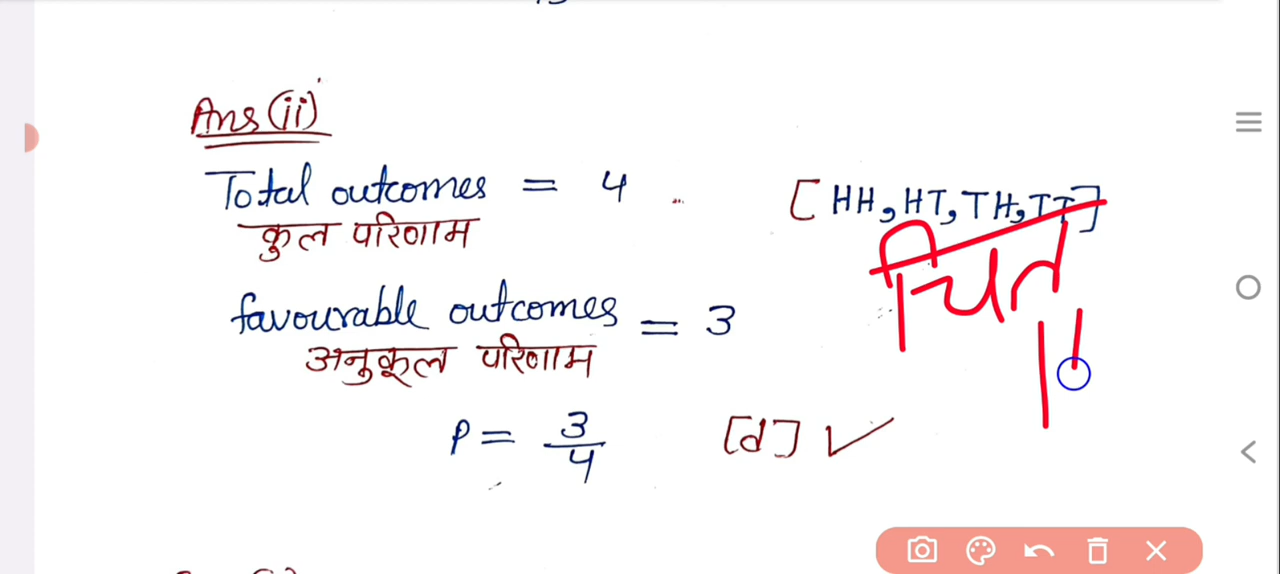 Ans (ii)
Total outcomes = 4 [HH, HT, TH, TT]
कुल परिणाम
चित
favourable outcomes = 3
अनुकूल परिणाम
P = 3/4 [d] ✓